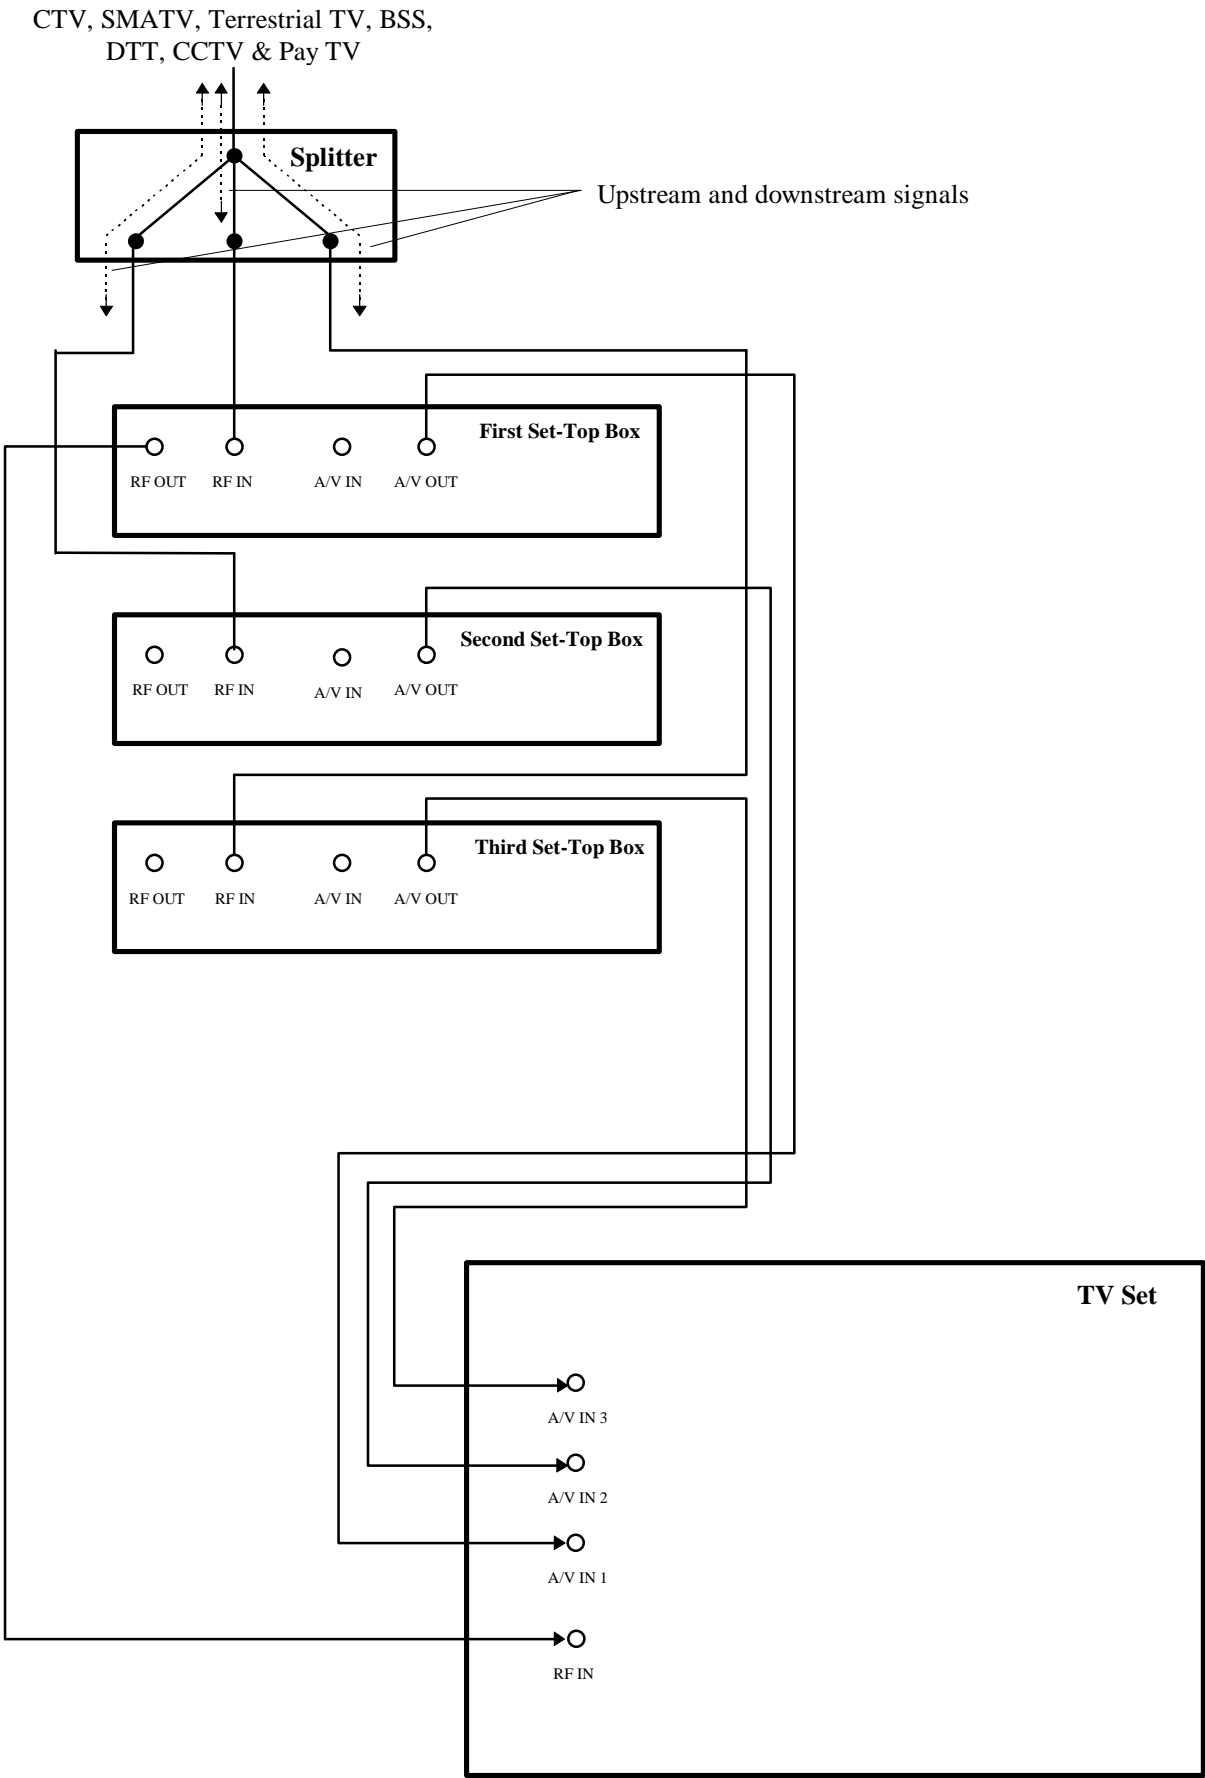 CTV, SMATV, Terrestrial TV, BSS,
DTT, CCTV & Pay TV
Splitter
Upstream and downstream signals
First Set-Top Box
RF OUT RF IN A/V IN A/V OUT
Second Set-Top Box
RF OUT RF IN A/V IN A/V OUT
Third Set-Top Box
RF OUT RF IN A/V IN A/V OUT
TV Set
A/V IN 3
A/V IN 2
A/V IN 1
RF IN